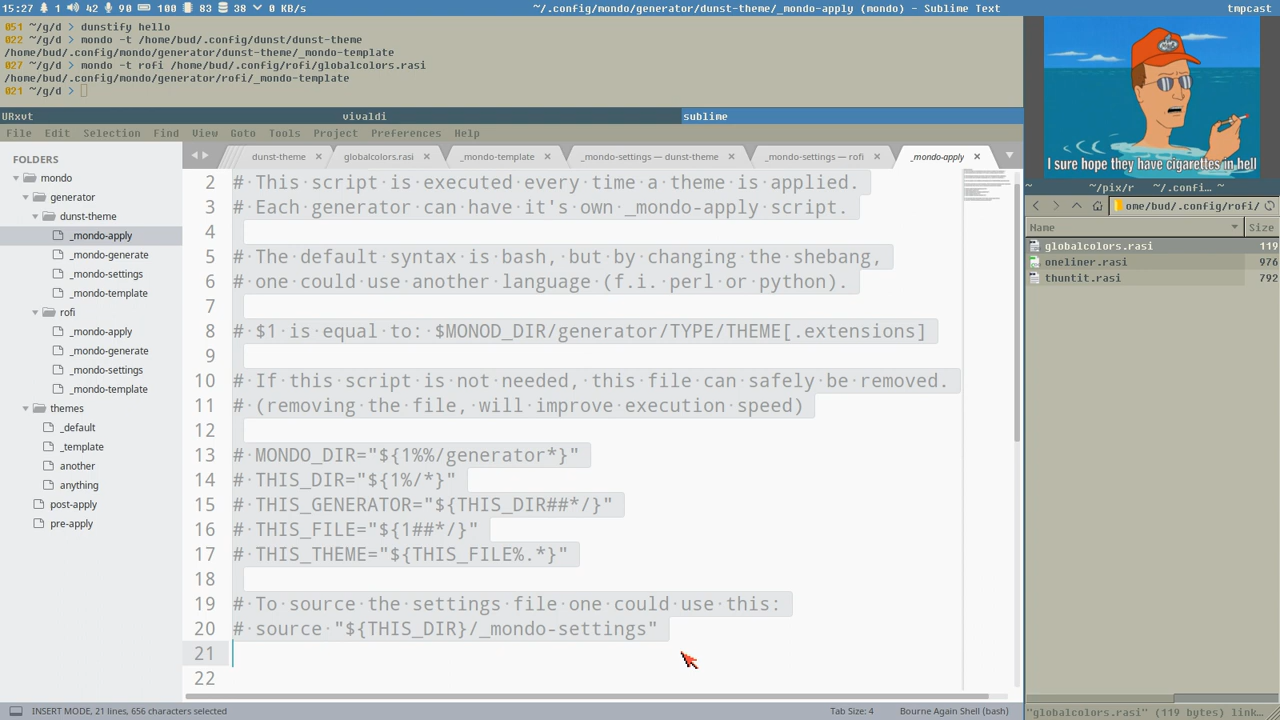 15:27 1 42 90 100 83 38 0 ~/.config/mondo/generator/dunst-theme/_mondo-apply (mondo) - Sublime Text tmpcast
051 ~/g/d > dunstify hello
022 ~/g/d > mondo -t /home/bud/.config/dunst/dunst-theme
/home/bud/.config/mondo/generator/dunst-theme/_mondo-template
027 ~/g/d > mondo -t rofi /home/bud/.config/rofi/globalcolors.rasi
/home/bud/.config/mondo/generator/rofi/_mondo-template
021 ~/g/d >
URxvt vivaldi sublime
File Edit Selection Find View Goto Tools Project Preferences Help
FOLDERS
mondo
generator
dunst-theme
_mondo-apply
_mondo-generate
_mondo-settings
_mondo-template
rofi
_mondo-apply
_mondo-generate
_mondo-settings
_mondo-template
themes
_default
_template
another
anything
post-apply
pre-apply
dunst-theme globalcolors.rasi _mondo-template _mondo-settings — dunst-theme _mondo-settings — rofi _mondo-apply
2 # This script is executed every time a theme is applied.
3 # Each generator can have its own _mondo-apply script.
4
5 # The default syntax is bash, but by changing the shebang,
6 # one could use another language (f.i. perl or python).
7
8 # $1 is equal to: $MONOD_DIR/generator/TYPE/THEME[.extensions]
9
10 # If this script is not needed, this file can safely be removed.
11 # (removing the file, will improve execution speed)
12
13 # MONDO_DIR="${1%%/generator*}"
14 # THIS_DIR="${1%/*}"
15 # THIS_GENERATOR="${THIS_DIR##*/}"
16 # THIS_FILE="${1##*/}"
17 # THIS_THEME="${THIS_FILE%.*}"
18
19 # To source the settings file one could use this:
20 # source "${THIS_DIR}/_mondo-settings"
21
22
INSERT MODE, 21 lines, 656 characters selected Tab Size: 4 Bourne Again Shell (bash)
I sure hope they have cigarettes in hell
~/pix/r ~/.confi…
ome/bud/.config/rofi/
Name Size
globalcolors.rasi 119
oneliner.rasi 976
thuntit.rasi 792
"globalcolors.rasi" (119 bytes) link…